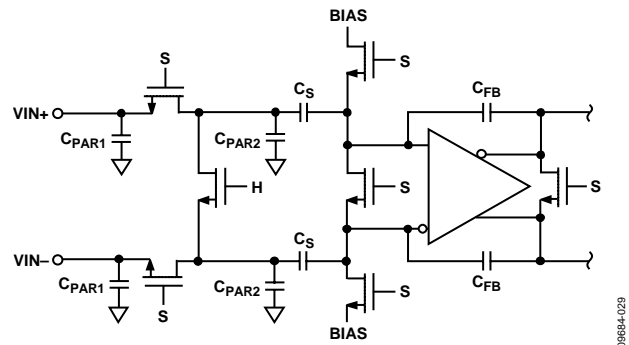 BIAS
S
S
CS
CFB
VIN+
CPAR1
CPAR2
H
S
S
CS
VIN–
CPAR1
CPAR2
CFB
S
S
BIAS
09684-029